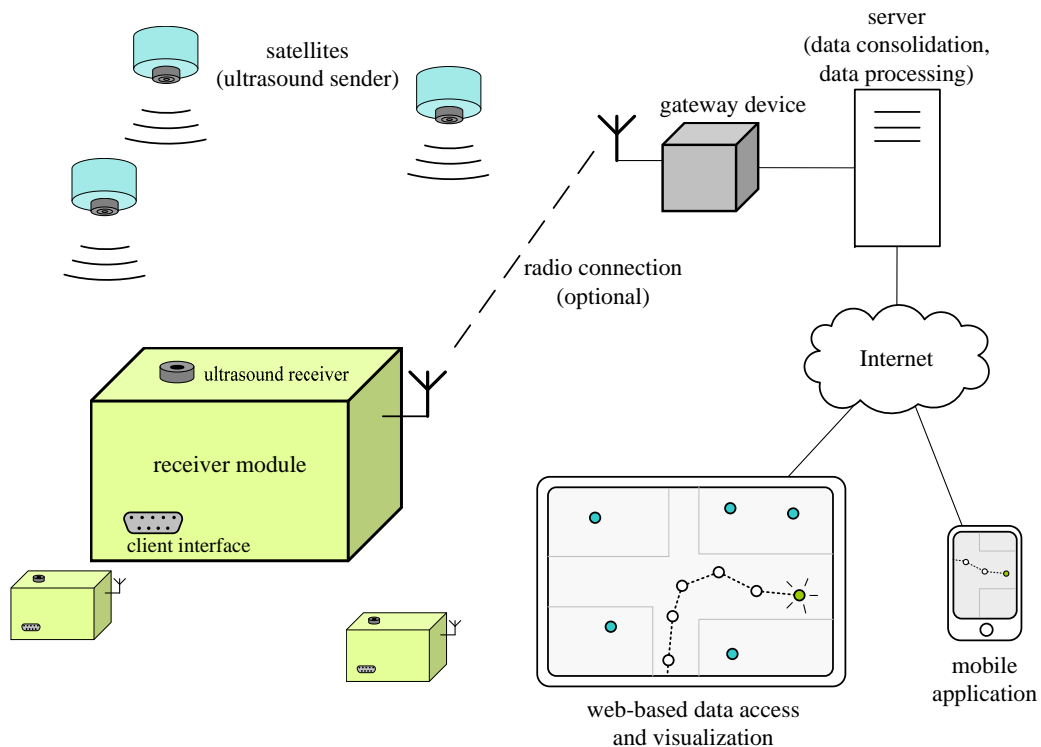 satellites
(ultrasound sender)
server
(data consolidation,
data processing)
gateway device
radio connection
(optional)
Internet
ultrasound receiver
receiver module
client interface
web-based data access
and visualization
mobile
application